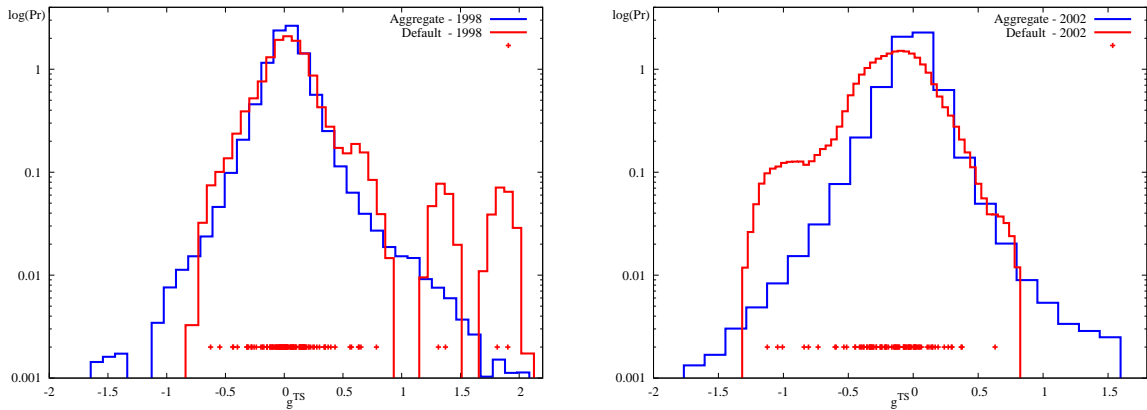 log(Pr)
Aggregate - 1998
Default - 1998
1
0.1
0.01
0.001
-2 -1.5 -1 -0.5 0 0.5 1 1.5 2
g^TS
log(Pr)
Aggregate - 2002
Default - 2002
1
0.1
0.01
0.001
-2 -1.5 -1 -0.5 0 0.5 1 1.5
g^TS